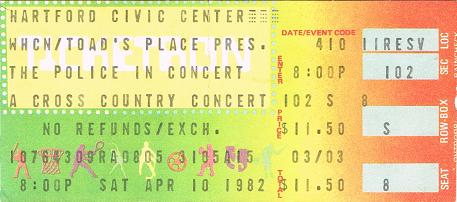 HARTFORD CIVIC CENTER
WHCN/TOAD'S PLACE PRES.
THE POLICE IN CONCERT
A CROSS COUNTRY CONCERT
NO REFUNDS/EXCH.
8:00P SAT APR 10 1982
DATE/EVENT CODE
410 11RESV
ENTER
8:00P 102
102 S 8
PRICE
$11.50 S
03/03
$11.50 8
SEC LOC
ROW-BOX
SEAT